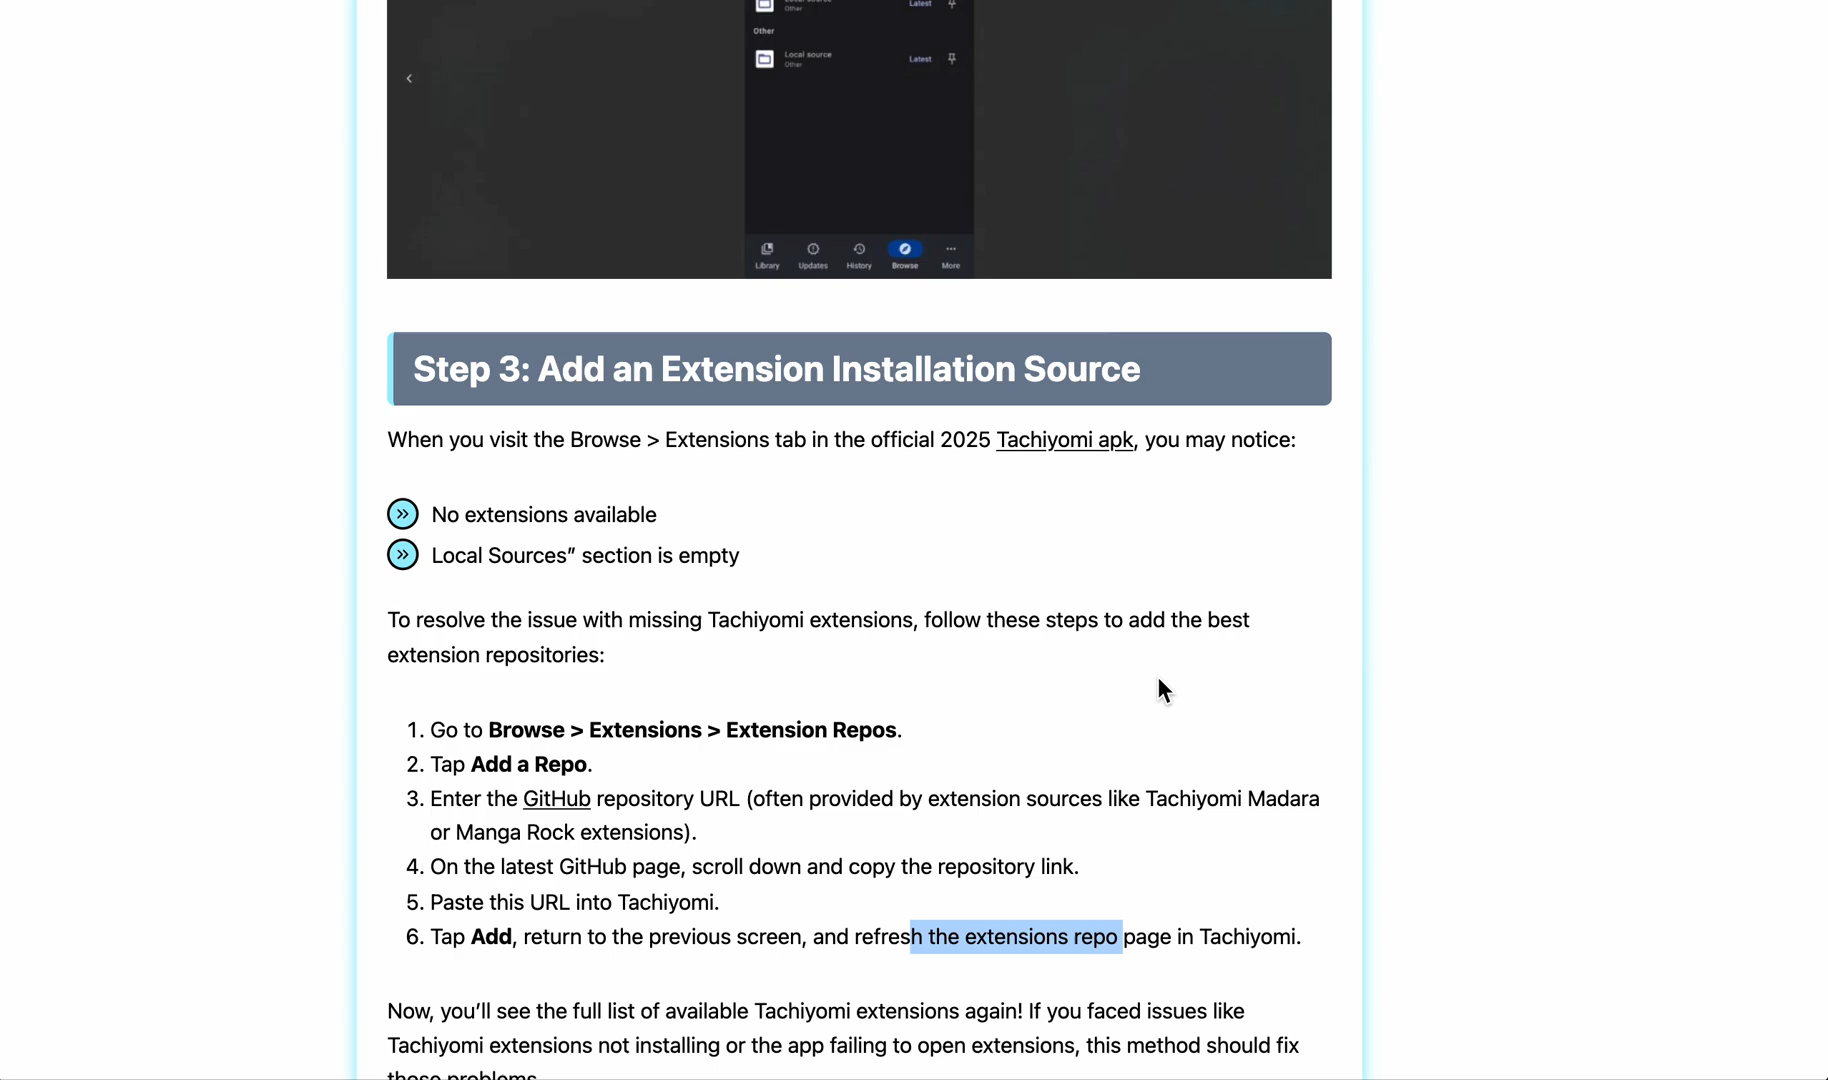 Local source
Latest
Other
Other
Local source
Latest
Other
Library
Updates
History
Browse
More
Step 3: Add an Extension Installation Source
When you visit the Browse > Extensions tab in the official 2025 Tachiyomi apk, you may notice:
No extensions available
Local Sources” section is empty
To resolve the issue with missing Tachiyomi extensions, follow these steps to add the best
extension repositories:
1. Go to Browse > Extensions > Extension Repos.
2. Tap Add a Repo.
3. Enter the GitHub repository URL (often provided by extension sources like Tachiyomi Madara
or Manga Rock extensions).
4. On the latest GitHub page, scroll down and copy the repository link.
5. Paste this URL into Tachiyomi.
6. Tap Add, return to the previous screen, and refresh the extensions repo page in Tachiyomi.
Now, you’ll see the full list of available Tachiyomi extensions again! If you faced issues like
Tachiyomi extensions not installing or the app failing to open extensions, this method should fix
those problems.